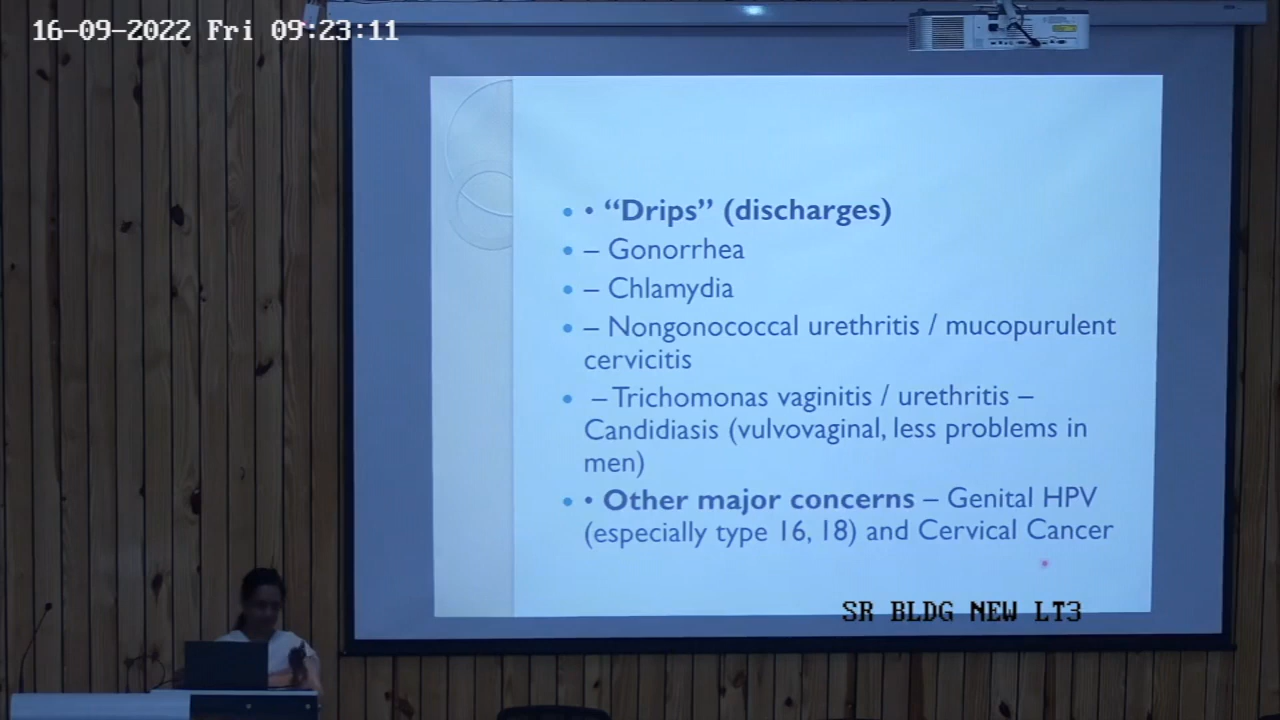 16-09-2022 Fri 09:23:11
• • “Drips” (discharges)
• – Gonorrhea
• – Chlamydia
• – Nongonococcal urethritis / mucopurulent
cervicitis
• – Trichomonas vaginitis / urethritis –
Candidiasis (vulvovaginal, less problems in
men)
• • Other major concerns – Genital HPV
(especially type 16, 18) and Cervical Cancer
SR BLDG NEW LT3